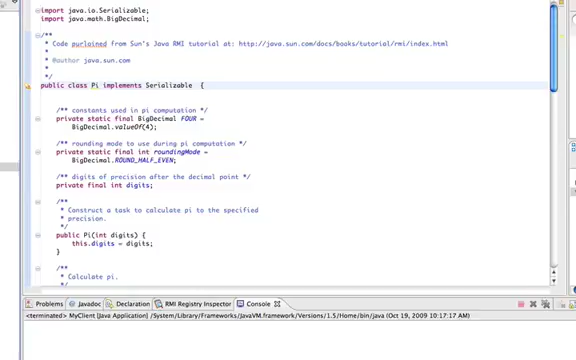 import java.io.Serializable;
import java.math.BigDecimal;
/**
* Code purloined from Sun's Java RMI tutorial at: http://java.sun.com/docs/books/tutorial/rmi/index.html
*
* @author java.sun.com
*
*/
public class Pi implements Serializable {
/** constants used in pi computation */
private static final BigDecimal FOUR =
BigDecimal.valueOf(4);
/** rounding mode to use during pi computation */
private static final int roundingMode =
BigDecimal.ROUND_HALF_EVEN;
/** digits of precision after the decimal point */
private final int digits;
/**
* Construct a task to calculate pi to the specified
* precision.
*/
public Pi(int digits) {
this.digits = digits;
}
/**
* Calculate pi.
*/
Problems Javadoc Declaration RMI Registry Inspector Console
<terminated> MyClient [Java Application] /System/Library/Frameworks/JavaVM.framework/Versions/1.5/Home/bin/java (Oct 19, 2009 10:17:17 AM)